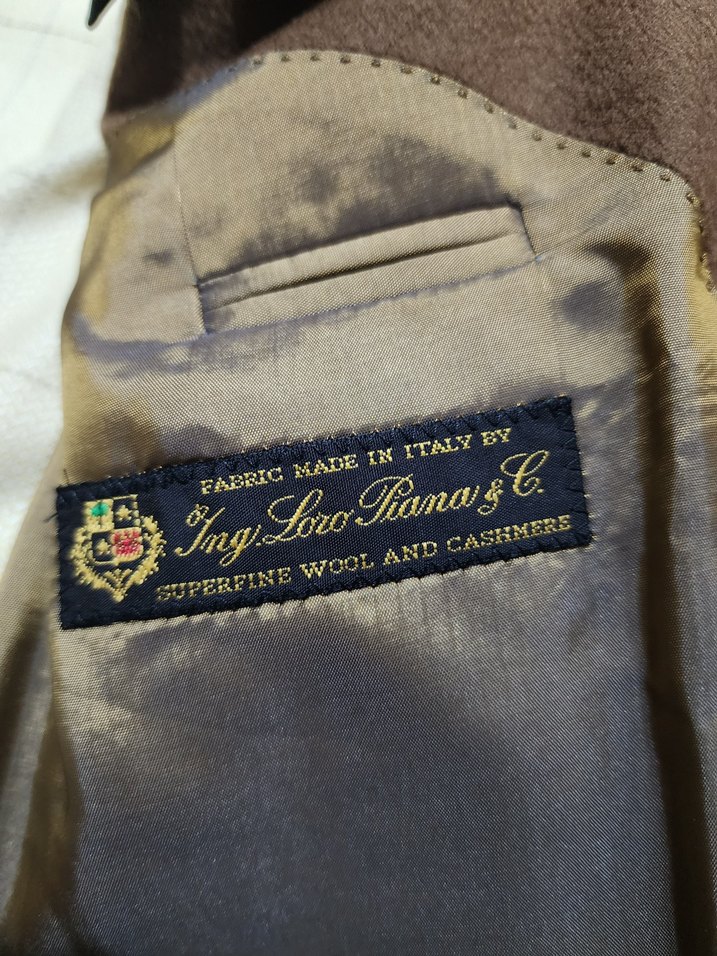 FABRIC MADE IN ITALY BY
Ing Loro Piana & C.
SUPERFINE WOOL AND CASHMERE